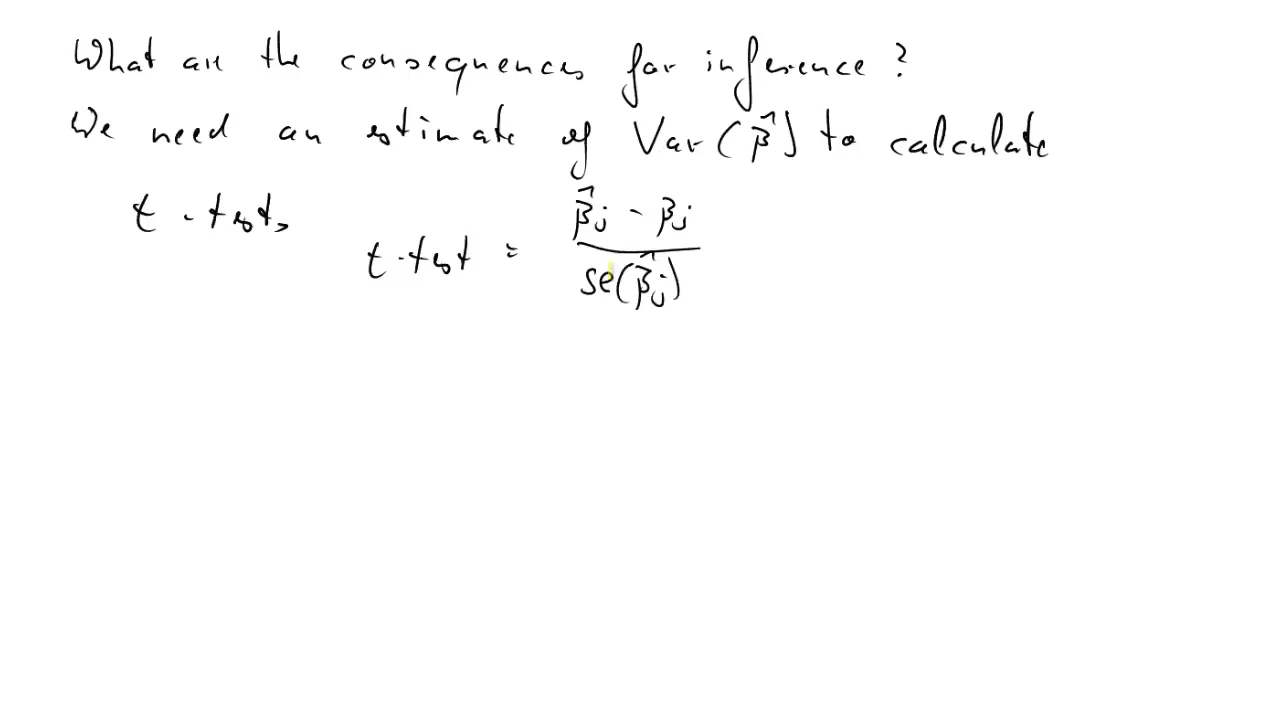 What are the consequences for inference ?
We need an estimate of Var(β̂) to calculate
t-tests
t-test = (β̂j - βj) / se(β̂j)